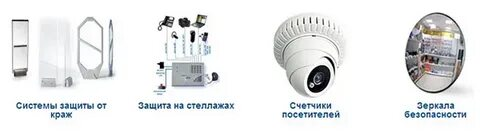 Системы защиты от
краж
Защита на стеллажах
Счетчики
посетителей
Зеркала
безопасности